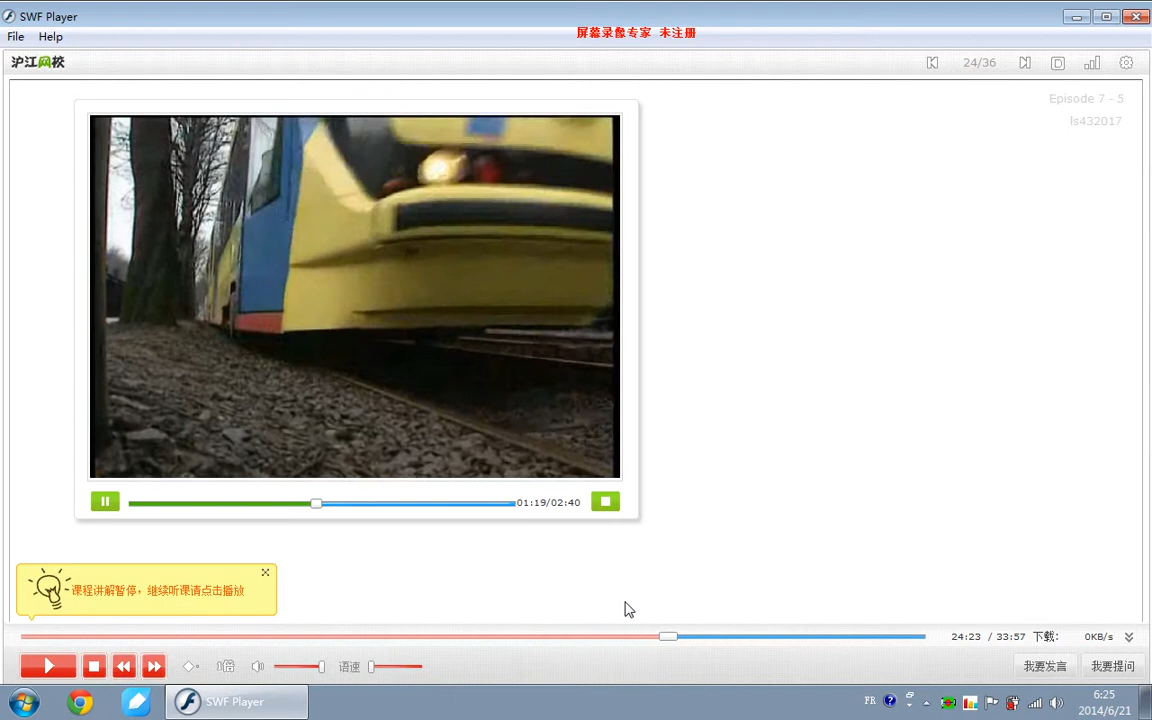 SWF Player
屏幕录像专家 未注册
File Help
沪江网校
24/36
D
Episode 7 - 5
ls432017
01:19/02:40
课程讲解暂停，继续听课请点击播放
24:23 / 33:57 下载： 0KB/s
1倍
语速
我要发言 我要提问
SWF Player
FR
6:25
2014/6/21